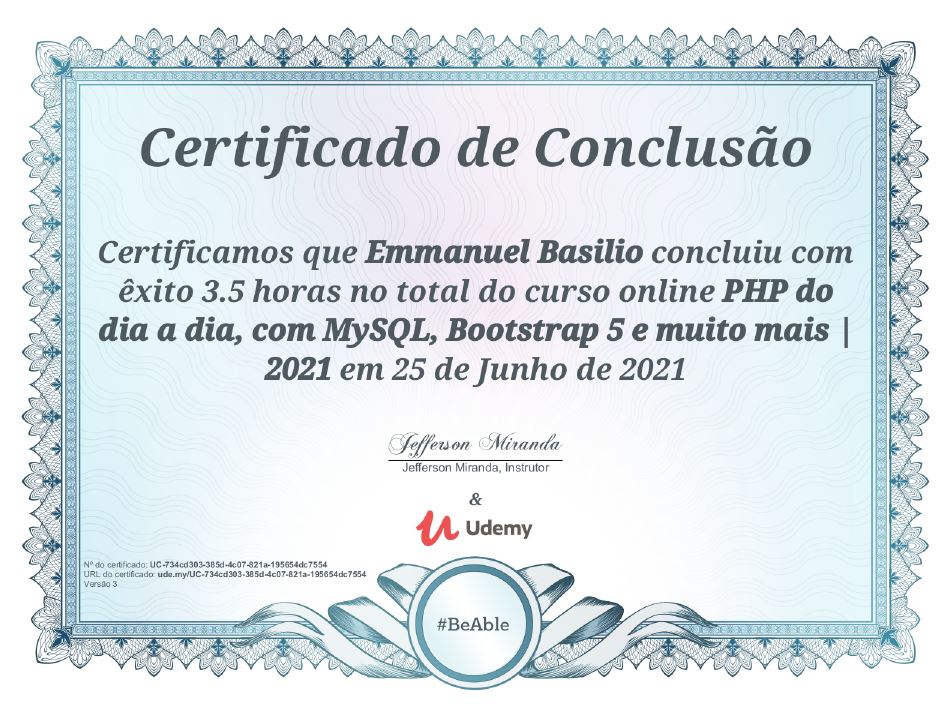 Certificado de Conclusão
Certificamos que Emmanuel Basilio concluiu com
êxito 3.5 horas no total do curso online PHP do
dia a dia, com MySQL, Bootstrap 5 e muito mais |
2021 em 25 de Junho de 2021
Jefferson Miranda
Jefferson Miranda, Instrutor
&
Udemy
Nº do certificado: UC-734cd303-385d-4c07-821a-195654dc7554
URL do certificado: ude.my/UC-734cd303-385d-4c07-821a-195654dc7554
Versão 3
#BeAble